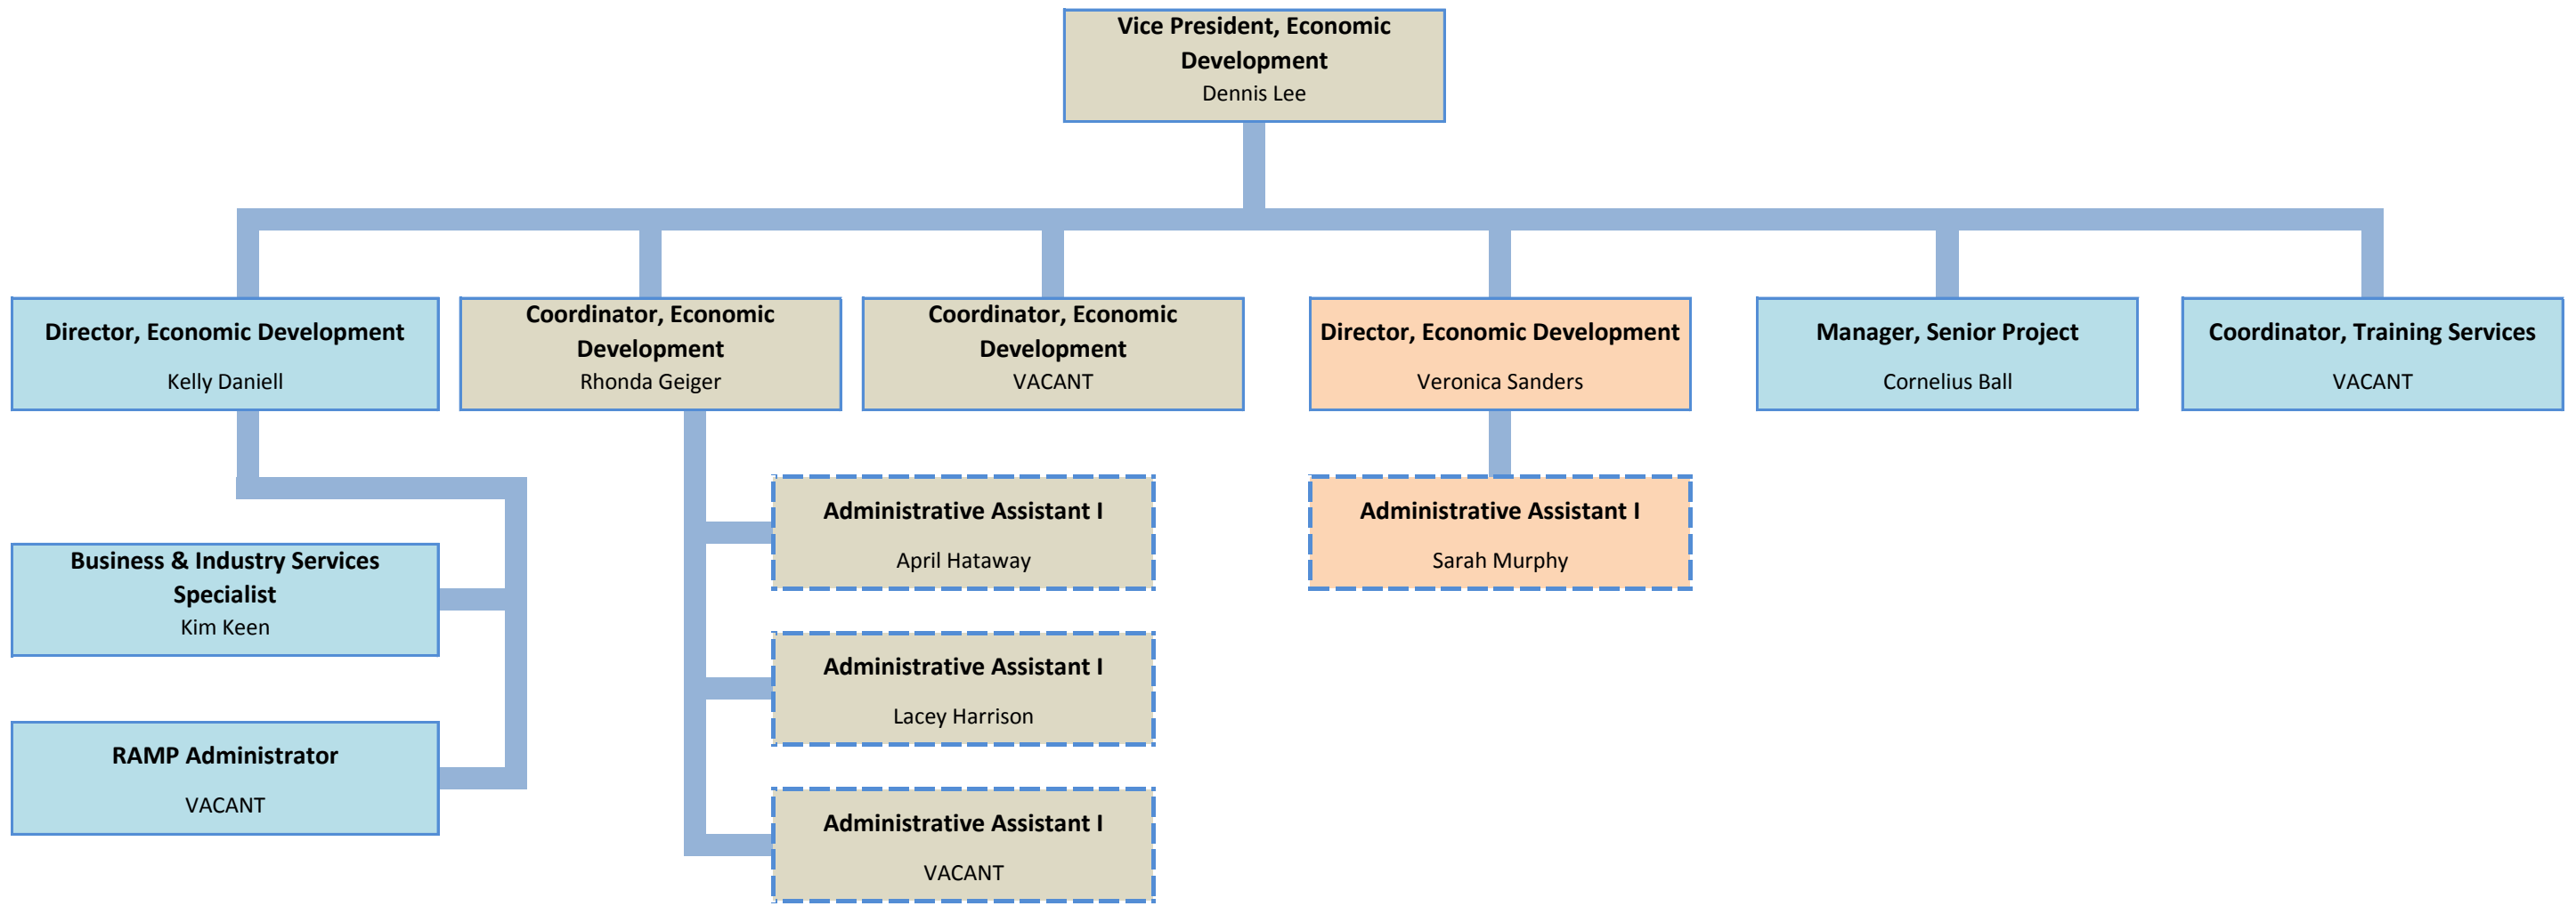 Vice President, Economic
Development
Dennis Lee
Director, Economic Development
Kelly Daniell
Coordinator, Economic
Development
Rhonda Geiger
Coordinator, Economic
Development
VACANT
Director, Economic Development
Veronica Sanders
Manager, Senior Project
Cornelius Ball
Coordinator, Training Services
VACANT
Business & Industry Services
Specialist
Kim Keen
RAMP Administrator
VACANT
Administrative Assistant I
April Hataway
Administrative Assistant I
Lacey Harrison
Administrative Assistant I
VACANT
Administrative Assistant I
Sarah Murphy